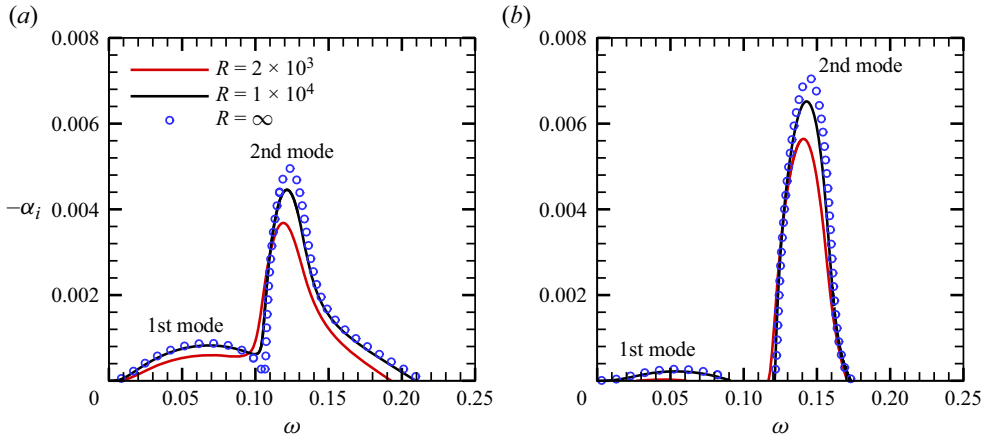 (a)
(b)
0.008
0.006
0.004
0.002
−αᵢ
R = 2 × 10³
R = 1 × 10⁴
R = ∞
2nd mode
1st mode
0 0.05 0.10 0.15 0.20 0.25
ω
0.008
0.006
0.004
0.002
2nd mode
1st mode
0 0.05 0.10 0.15 0.20 0.25
ω